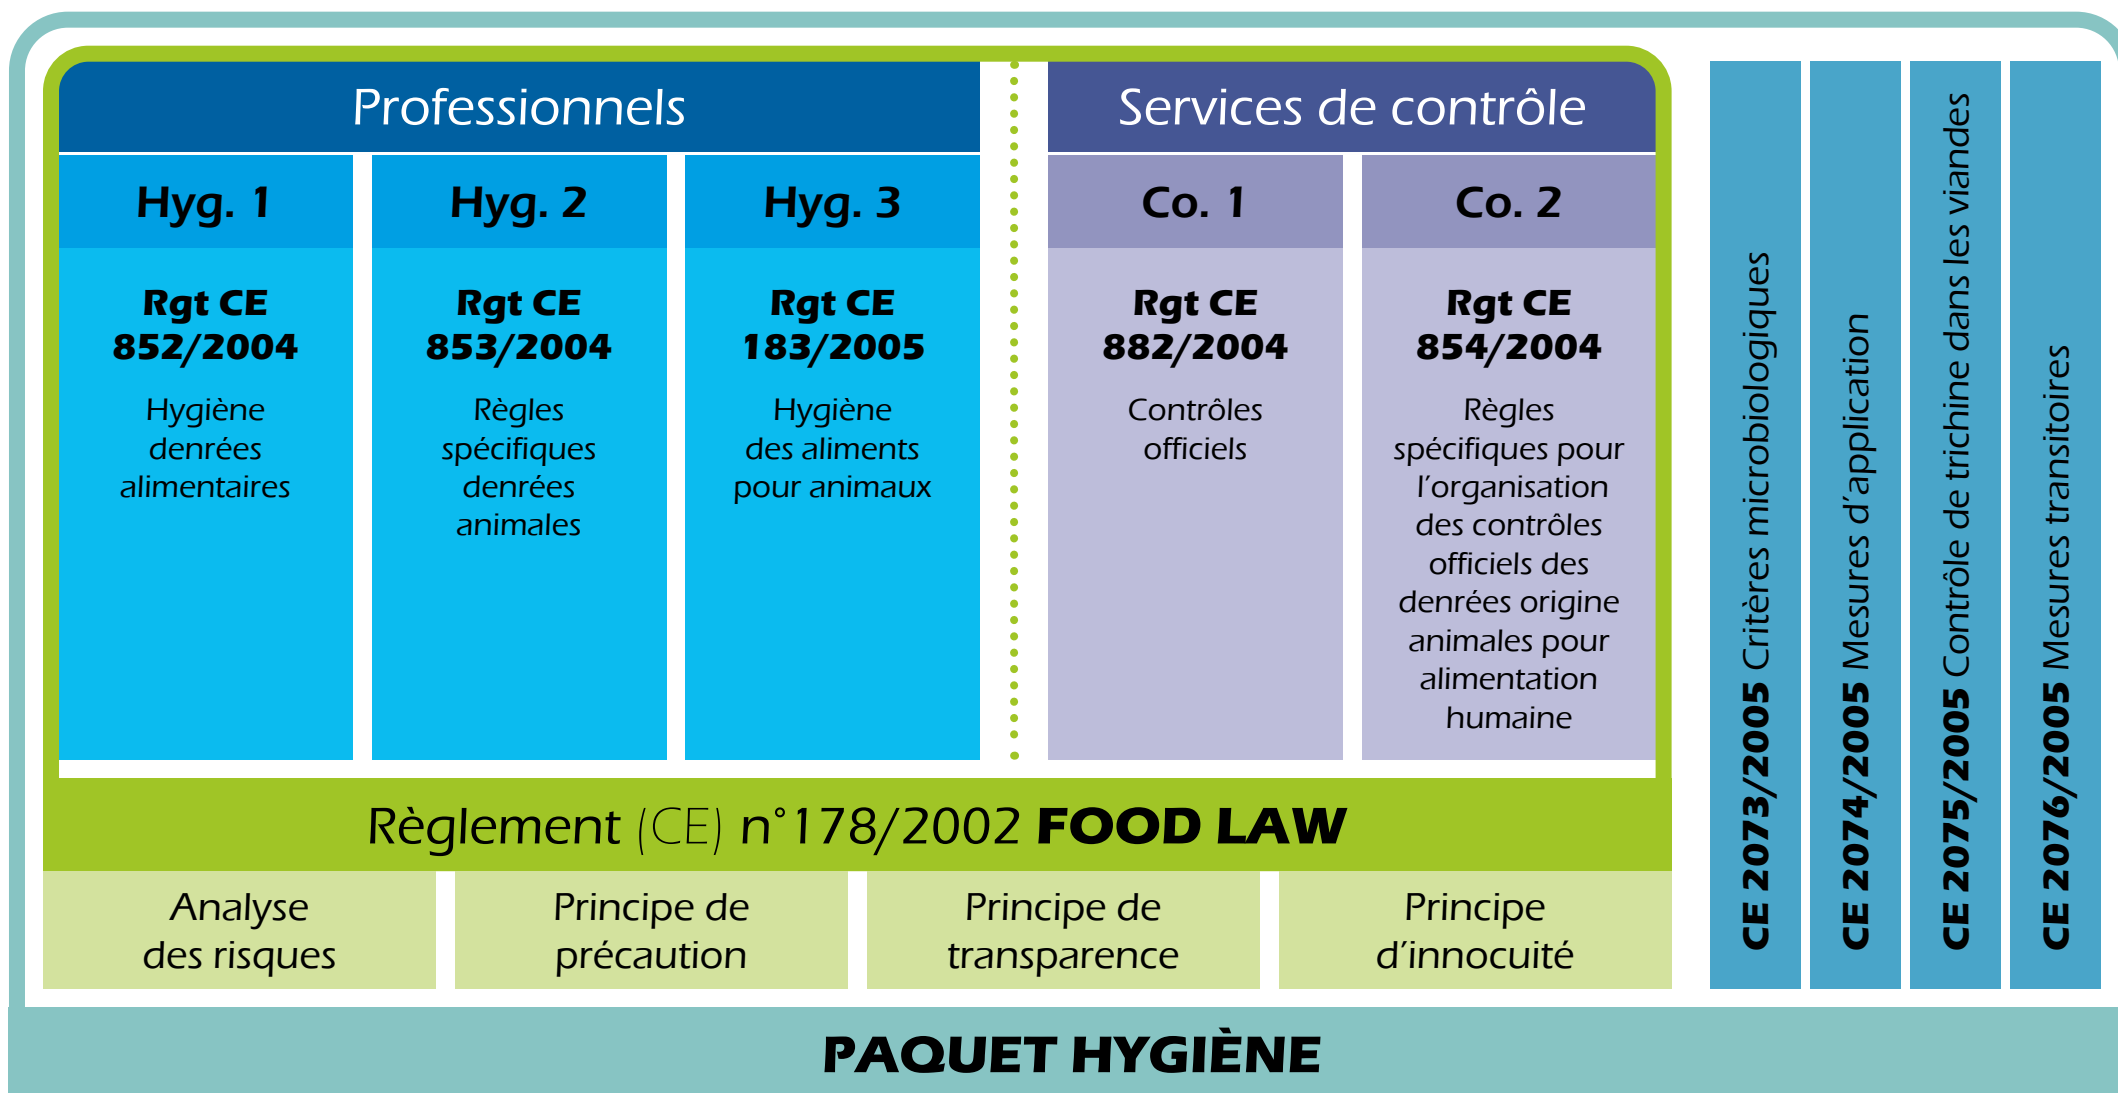 Professionnels
Services de contrôle
Hyg. 1
Rgt CE
852/2004
Hygiène
denrées
alimentaires
Hyg. 2
Rgt CE
853/2004
Règles
spécifiques
denrées
animales
Hyg. 3
Rgt CE
183/2005
Hygiène
des aliments
pour animaux
Co. 1
Rgt CE
882/2004
Contrôles
officiels
Co. 2
Rgt CE
854/2004
Règles
spécifiques pour
l'organisation
des contrôles
officiels des
denrées origine
animales pour
alimentation
humaine
Règlement (CE) n°178/2002 FOOD LAW
Analyse
des risques
Principe de
précaution
Principe de
transparence
Principe
d'innocuité
CE 2073/2005 Critères microbiologiques
CE 2074/2005 Mesures d'application
CE 2075/2005 Contrôle de trichine dans les viandes
CE 2076/2005 Mesures transitoires
PAQUET HYGIÈNE